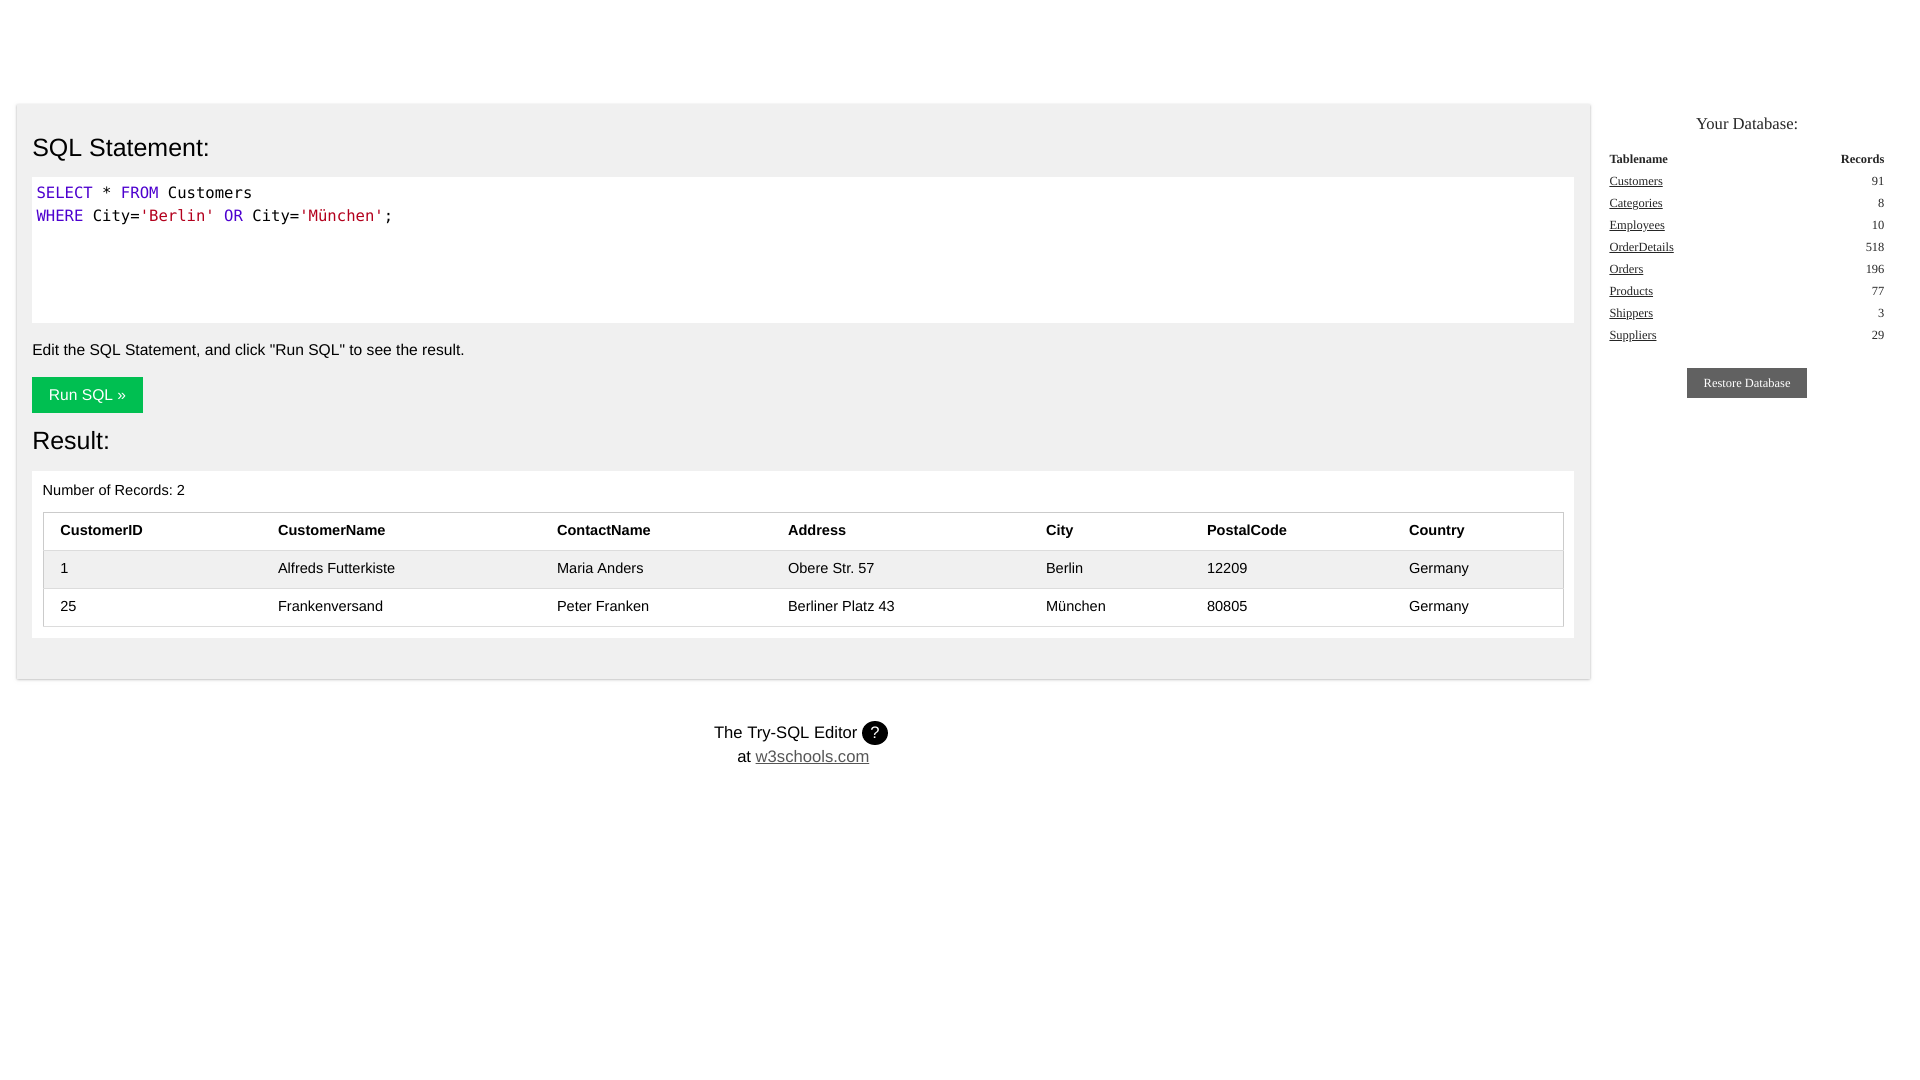 SQL Statement:
SELECT * FROM Customers
WHERE City='Berlin' OR City='München';
Edit the SQL Statement, and click "Run SQL" to see the result.
Run SQL »
Result:
Number of Records: 2
CustomerID CustomerName ContactName Address City PostalCode Country
1 Alfreds Futterkiste Maria Anders Obere Str. 57 Berlin 12209 Germany
25 Frankenversand Peter Franken Berliner Platz 43 München 80805 Germany
The Try-SQL Editor ?
at w3schools.com
Your Database:
Tablename Records
Customers 91
Categories 8
Employees 10
OrderDetails 518
Orders 196
Products 77
Shippers 3
Suppliers 29
Restore Database